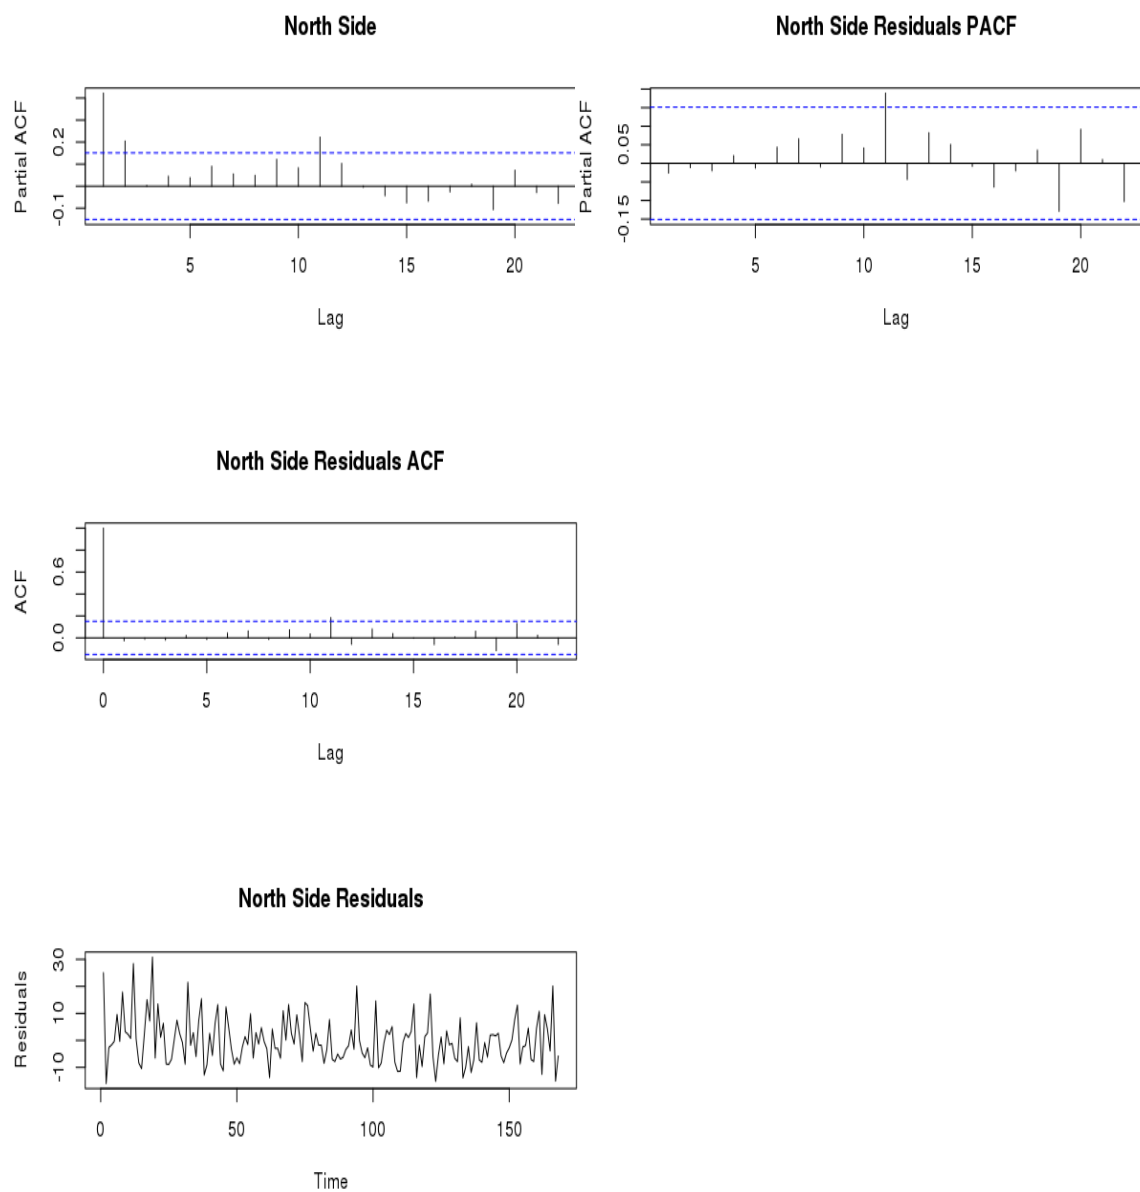 North Side
Partial ACF
0.2
-0.1
5 10 15 20
Lag
North Side Residuals PACF
Partial ACF
0.05
-0.15
5 10 15 20
Lag
North Side Residuals ACF
ACF
0.6
0.0
0 5 10 15 20
Lag
North Side Residuals
Residuals
30
10
-10
0 50 100 150
Time